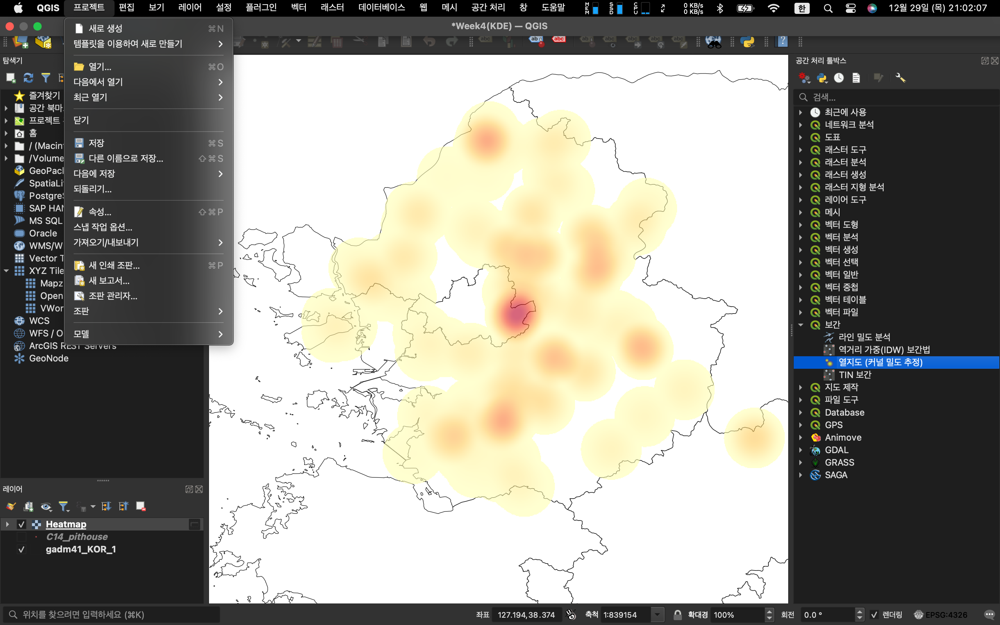 QGIS 프로젝트 편집 보기 레이어 설정 플러그인 벡터 래스터 데이터베이스 웹 메시 공간 처리 창 도움말 MEM SSD CPU 0 KB/s 0 KB/s 한 12월 29일 (목) 21:02:07
*Week4(KDE) — QGIS
새로 생성 ⌘N
템플릿을 이용하여 새로 만들기
열기... ⌘O
다음에서 열기
최근 열기
닫기
저장 ⌘S
다른 이름으로 저장... ⇧⌘S
다음에 저장
되돌리기...
속성... ⇧⌘P
스냅 작업 옵션...
가져오기/내보내기
새 인쇄 조판... ⌘P
새 보고서...
조판 관리자...
조판
모델
abc ab abc ab abc abc abc abc
탐색기
즐겨찾기
공간 북마
프로젝트
홈
/ (Macin
/Volume
GeoPac
SpatiaLi
Postgre
SAP HAN
MS SQL
Oracle
WMS/W
Vector T
XYZ Tile
Mapz
Open
VWor
WCS
WFS / O
ArcGIS REST Servers
GeoNode
레이어
Heatmap
C14_pithouse
gadm41_KOR_1
공간 처리 툴박스
검색...
최근에 사용
네트워크 분석
도표
래스터 도구
래스터 분석
래스터 생성
래스터 지형 분석
레이어 도구
메시
벡터 도형
벡터 분석
벡터 생성
벡터 선택
벡터 일반
벡터 중첩
벡터 테이블
벡터 파일
보간
라인 밀도 분석
역거리 가중(IDW) 보간법
열지도 (커널 밀도 추정)
TIN 보간
지도 제작
파일 도구
Database
GPS
Animove
GDAL
GRASS
SAGA
위치를 찾으려면 입력하세요 (⌘K) 좌표 127.194,38.374 축척 1:839154 확대경 100% 회전 0.0 ° 렌더링 EPSG:4326